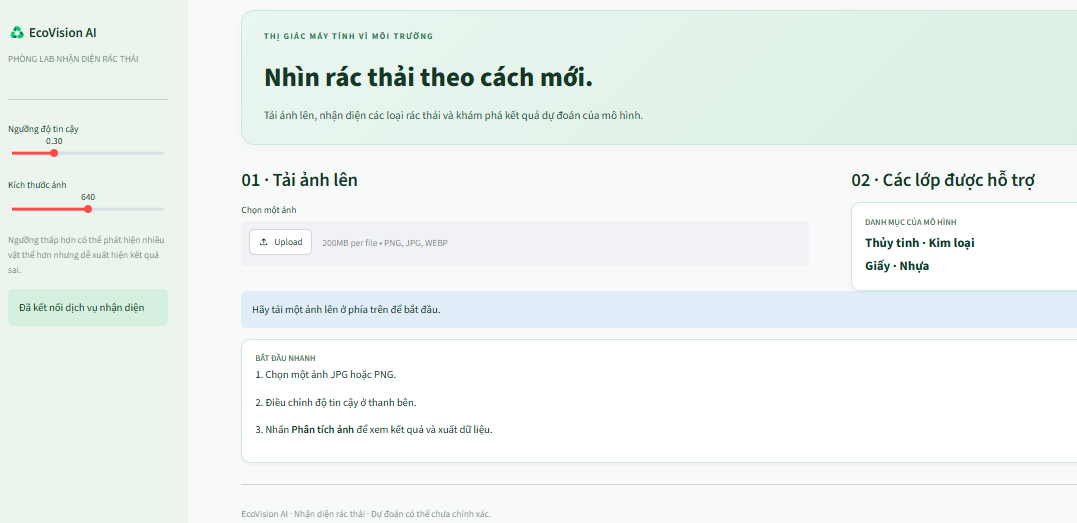 EcoVision AI
PHÒNG LAB NHẬN DIỆN RÁC THẢI
Ngưỡng độ tin cậy
0.30
Kích thước ảnh
640
Ngưỡng thấp hơn có thể phát hiện nhiều
vật thể hơn nhưng dễ xuất hiện kết quả
sai.
Đã kết nối dịch vụ nhận diện
THỊ GIÁC MÁY TÍNH VÌ MÔI TRƯỜNG
Nhìn rác thải theo cách mới.
Tải ảnh lên, nhận diện các loại rác thải và khám phá kết quả dự đoán của mô hình.
01 · Tải ảnh lên
Chọn một ảnh
Upload
200MB per file • PNG, JPG, WEBP
02 · Các lớp được hỗ trợ
DANH MỤC CỦA MÔ HÌNH
Thủy tinh · Kim loại
Giấy · Nhựa
Hãy tải một ảnh lên ở phía trên để bắt đầu.
BẮT ĐẦU NHANH
1. Chọn một ảnh JPG hoặc PNG.
2. Điều chỉnh độ tin cậy ở thanh bên.
3. Nhấn Phân tích ảnh để xem kết quả và xuất dữ liệu.
EcoVision AI · Nhận diện rác thải · Dự đoán có thể chưa chính xác.